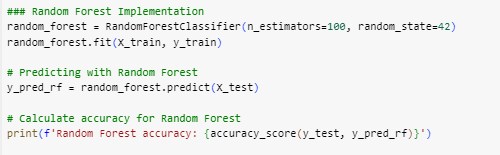 ### Random Forest Implementation
random_forest = RandomForestClassifier(n_estimators=100, random_state=42)
random_forest.fit(X_train, y_train)
# Predicting with Random Forest
y_pred_rf = random_forest.predict(X_test)
# Calculate accuracy for Random Forest
print(f'Random Forest accuracy: {accuracy_score(y_test, y_pred_rf)}')